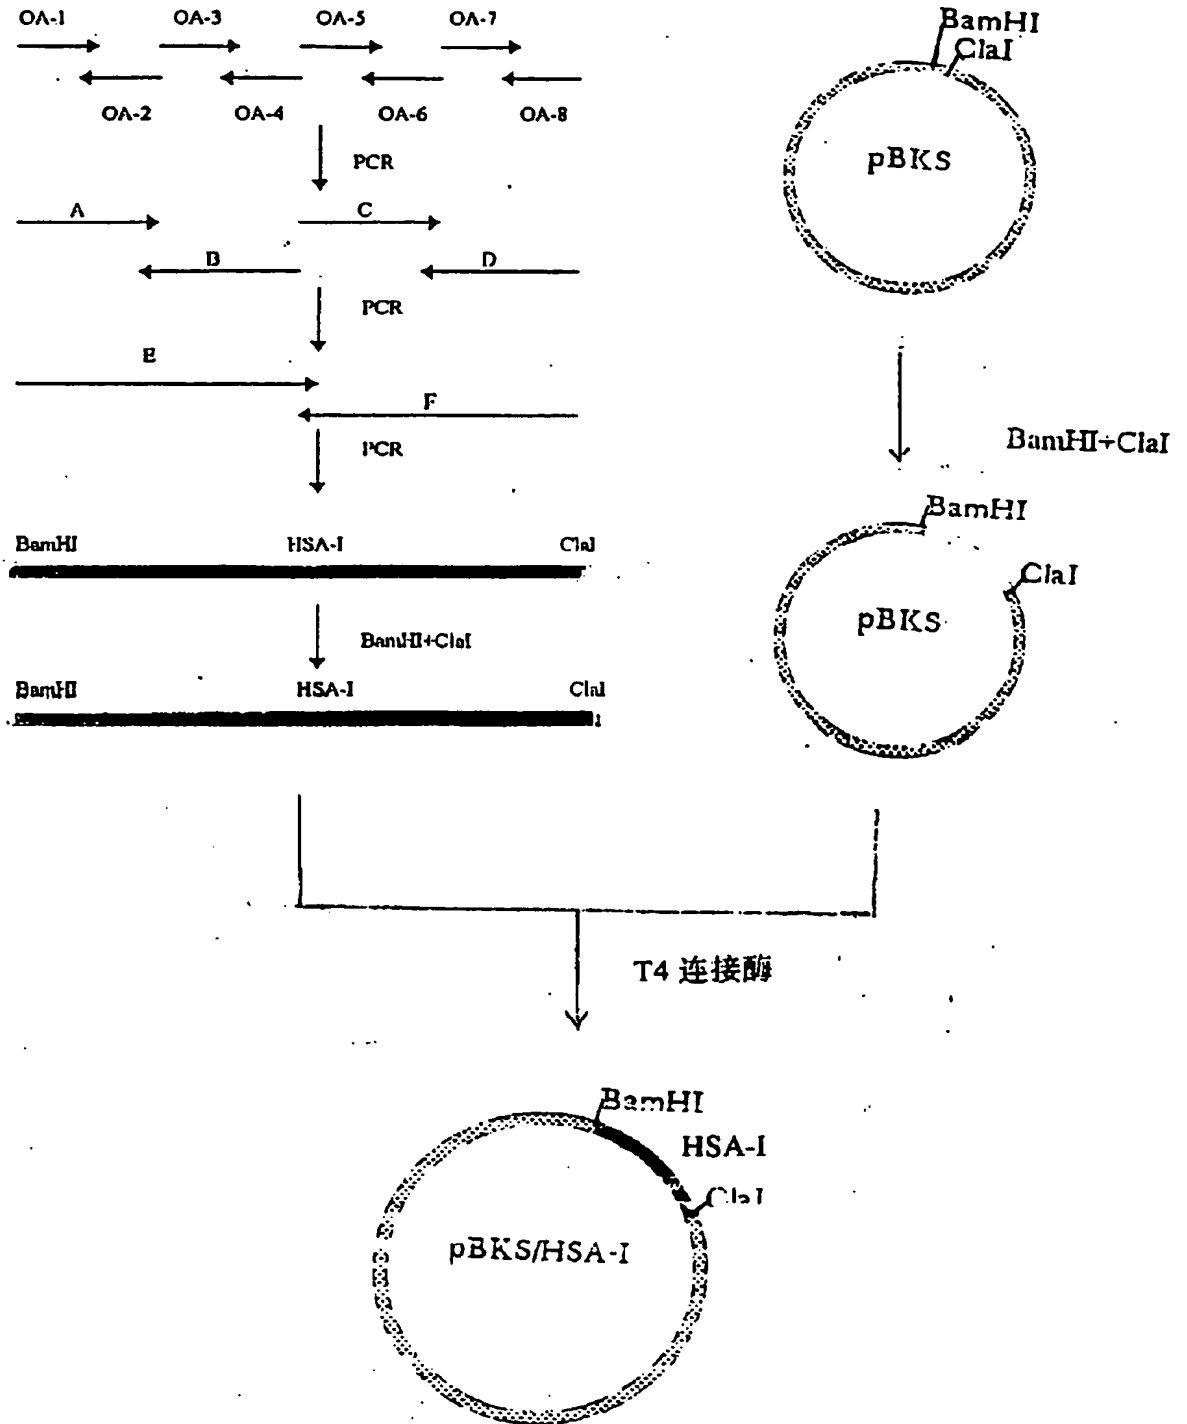 OA-1 OA-3 OA-5 OA-7
OA-2 OA-4 OA-6 OA-8
PCR
A C
B D
PCR
E
F
PCR
BamHI HSA-I ClaI
BamHI+ClaI
BamHI HSA-I ClaI
BamHI
ClaI
pBKS
BamHI+ClaI
BamHI
ClaI
pBKS
T4 连接酶
BamHI
HSA-I
ClaI
pBKS/HSA-I